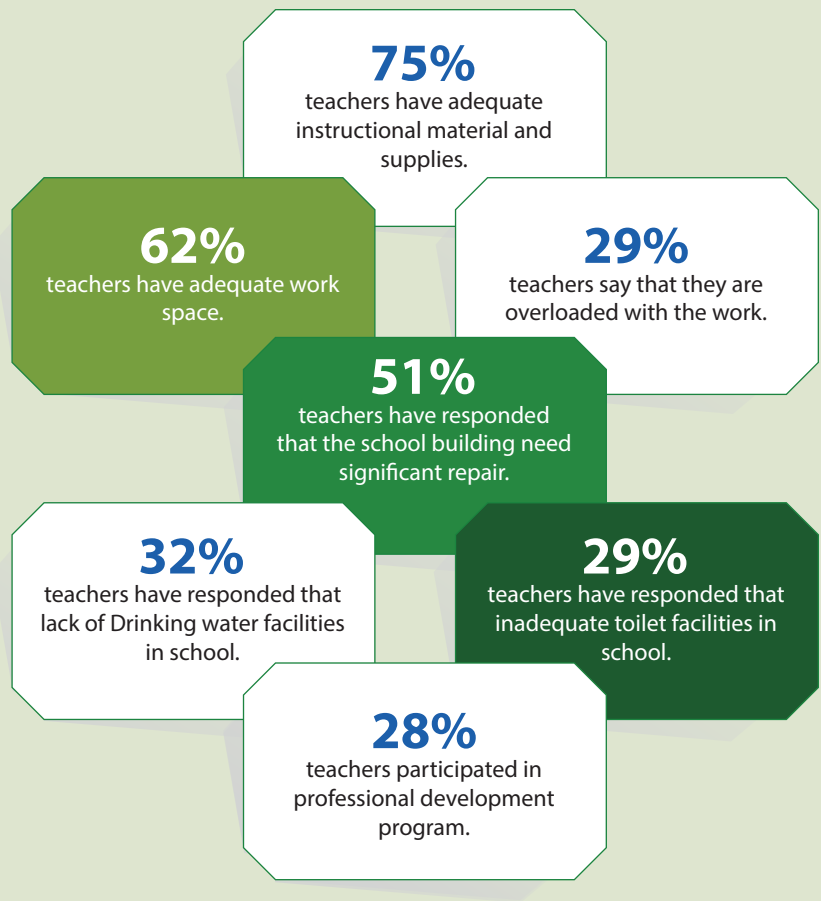 75%
teachers have adequate
instructional material and
supplies.
62%
teachers have adequate work
space.
29%
teachers say that they are
overloaded with the work.
51%
teachers have responded
that the school building need
significant repair.
32%
teachers have responded that
lack of Drinking water facilities
in school.
29%
teachers have responded that
inadequate toilet facilities in
school.
28%
teachers participated in
professional development
program.